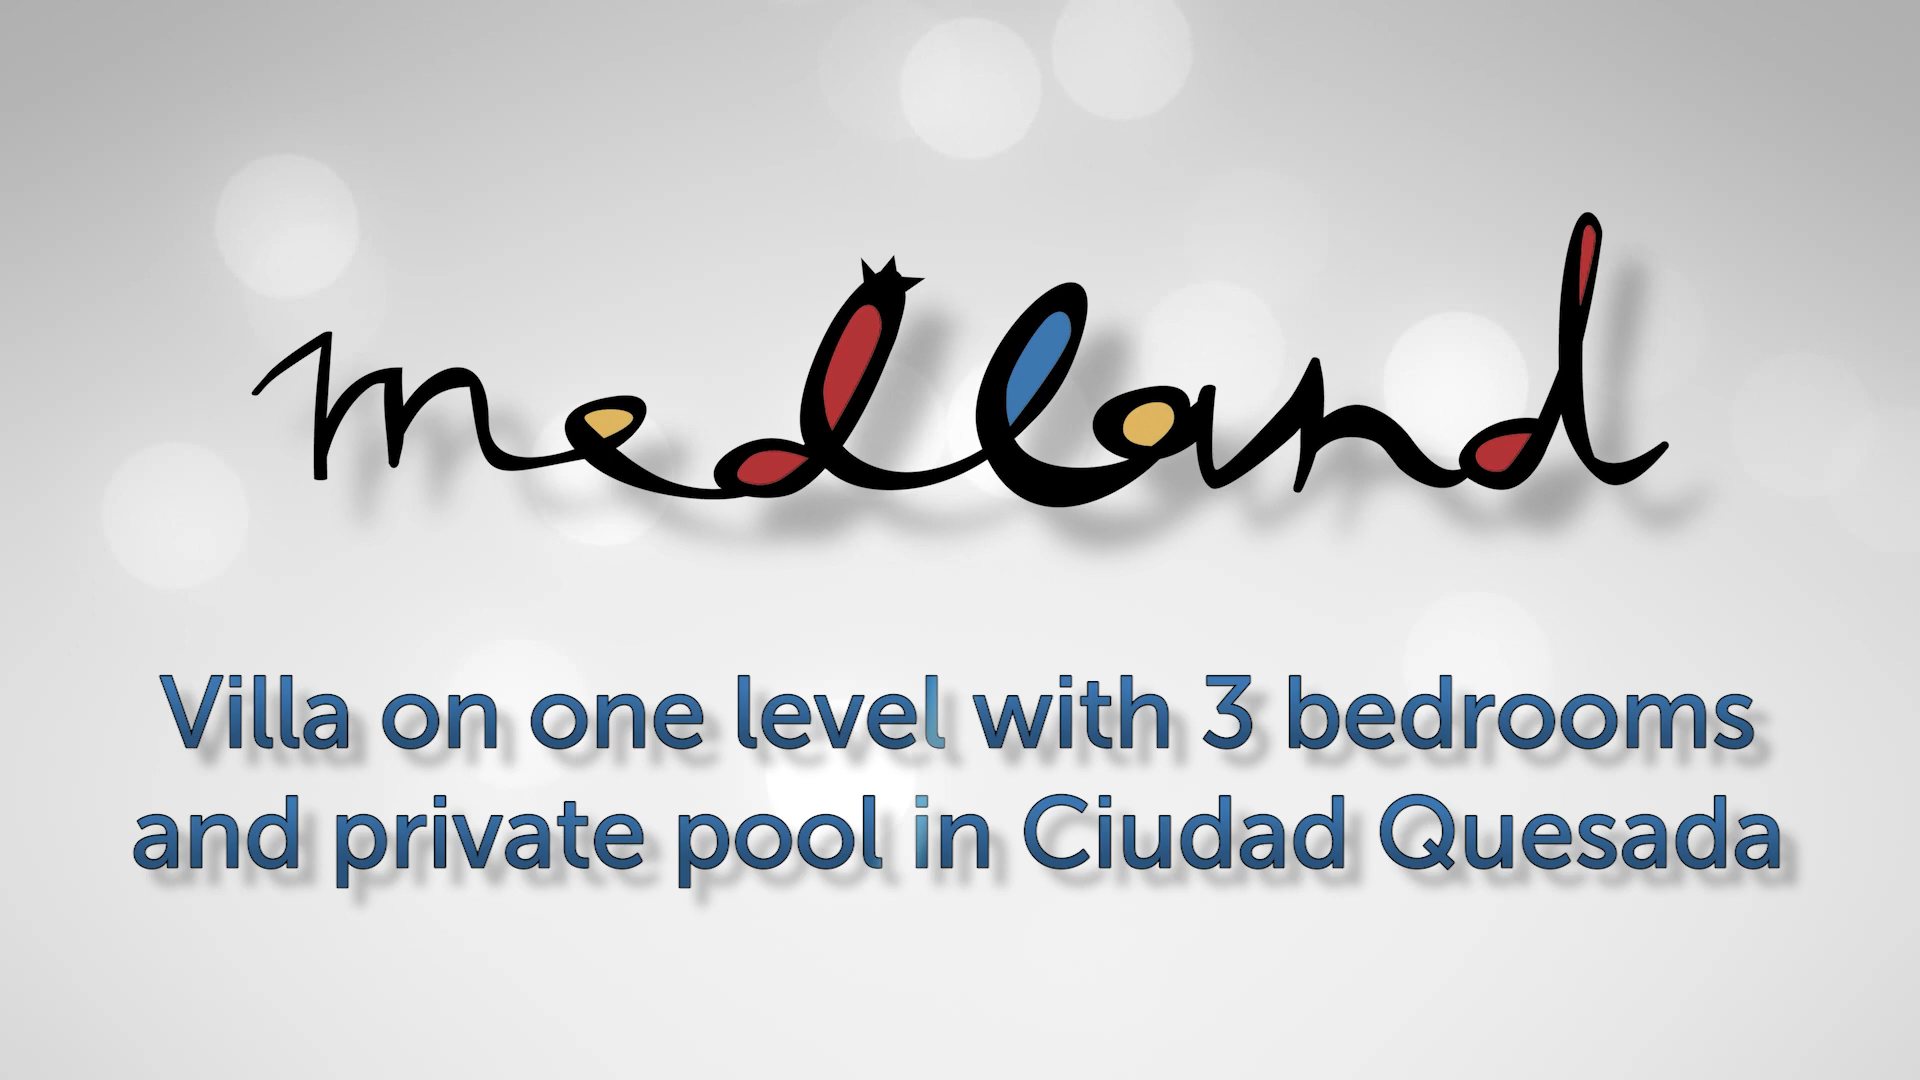 medland
Villa on one level with 3 bedrooms
and private pool in Ciudad Quesada